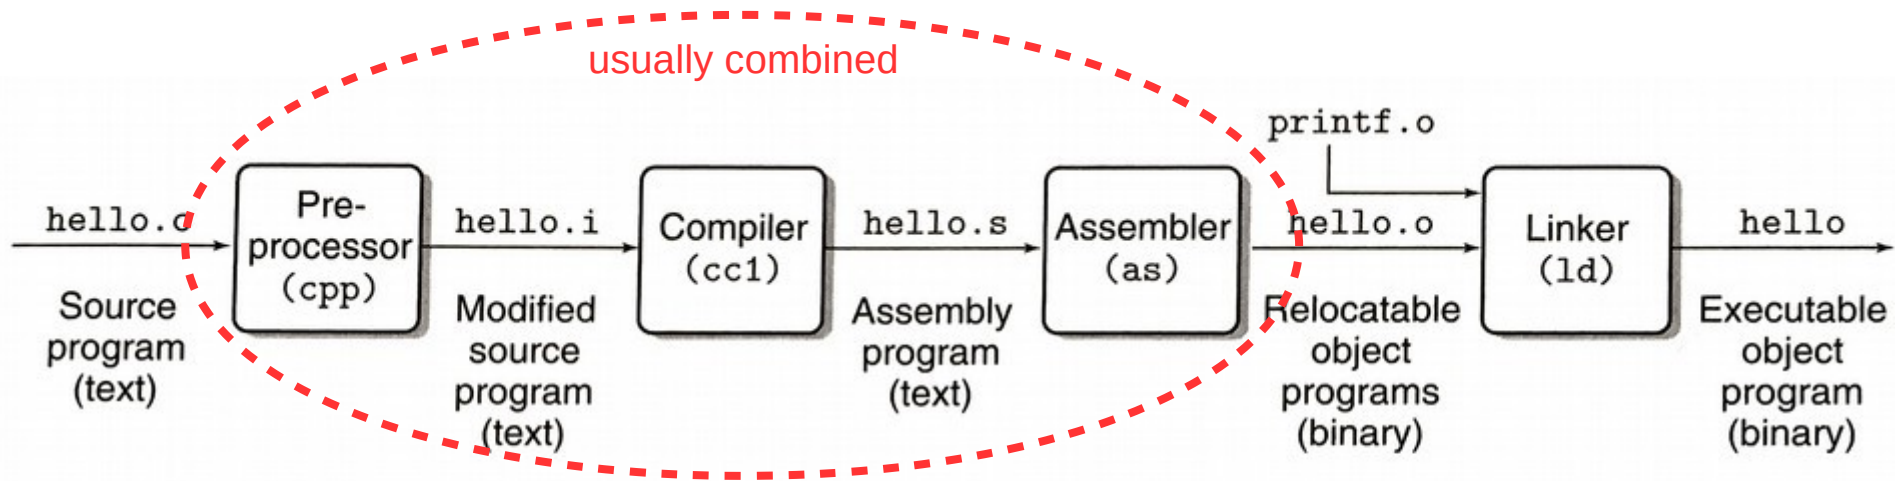 usually combined
printf.o
hello.c
Pre-
processor
(cpp)
hello.i
Compiler
(cc1)
hello.s
Assembler
(as)
hello.o
Linker
(ld)
hello
Source
program
(text)
Modified
source
program
(text)
Assembly
program
(text)
Relocatable
object
programs
(binary)
Executable
object
program
(binary)